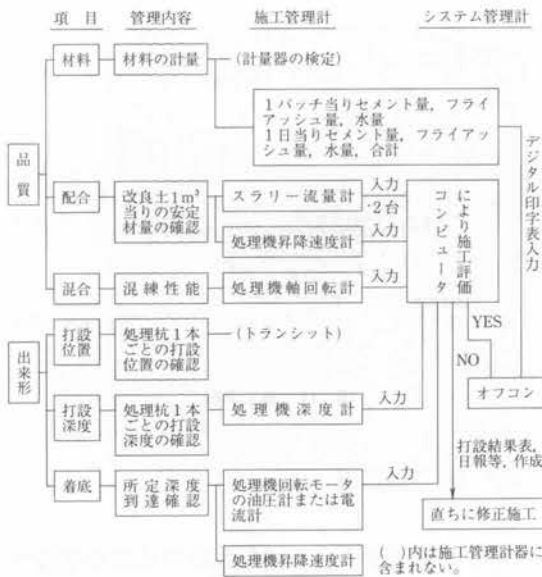 項 目 管理内容 施工管理計 システム管理計
材料 材料の計量 (計量器の検定)
1バッチ当りセメント量，フライ
アッシュ量，水量
1日当りセメント量，フライアッ
シュ量，水量，合計
デジタル印字表入力
品質
配合 改良土1m³
当りの安定
材量の確認
スラリー流量計 入力
・2台
処理機昇降速度計 入力
コンピュータ
により施工評価
混合 混練性能 処理機軸回転計 入力
YES
NO
オフコン
出来形
打設
位置
処理杭1本
ごとの打設
位置の確認
(トランシット)
打設
深度
処理杭1本
ごとの打設
深度の確認
処理機深度計 入力
打設結果表，
日報等，作成
着底 所定深度
到達確認
処理機回転モータ
の油圧計または電
流計
入力
直ちに修正施工
処理機昇降速度計
( )内は施工管理計器に
含まれない。